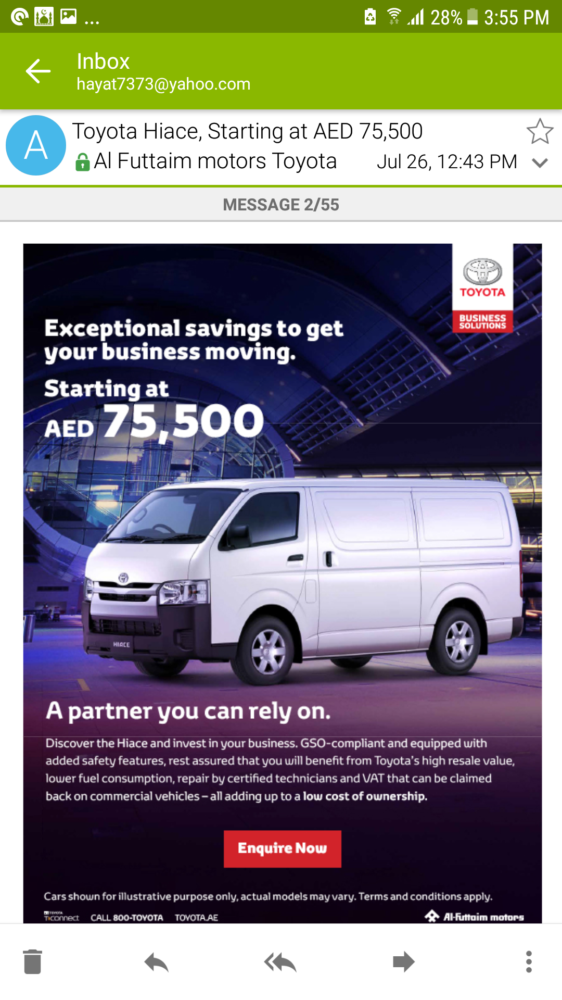 ... 28% 3:55 PM
Inbox
hayat7373@yahoo.com
A
Toyota Hiace, Starting at AED 75,500
Al Futtaim motors Toyota Jul 26, 12:43 PM
MESSAGE 2/55
TOYOTA
BUSINESS
SOLUTIONS
Exceptional savings to get
your business moving.
Starting at
AED 75,500
HIACE
A partner you can rely on.
Discover the Hiace and invest in your business. GSO-compliant and equipped with
added safety features, rest assured that you will benefit from Toyota's high resale value,
lower fuel consumption, repair by certified technicians and VAT that can be claimed
back on commercial vehicles – all adding up to a low cost of ownership.
Enquire Now
Cars shown for illustrative purpose only, actual models may vary. Terms and conditions apply.
TOYOTA
T:connect CALL 800-TOYOTA TOYOTA.AE Al-Futtaim motors